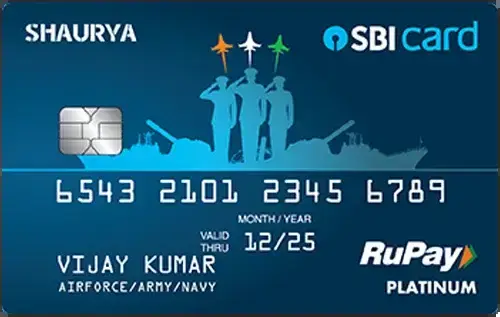 SHAURYA
SBI card
6543 2101 2345 6789
MONTH / YEAR
VALID THRU 12/25
VIJAY KUMAR
AIRFORCE/ARMY/NAVY
RuPay
PLATINUM